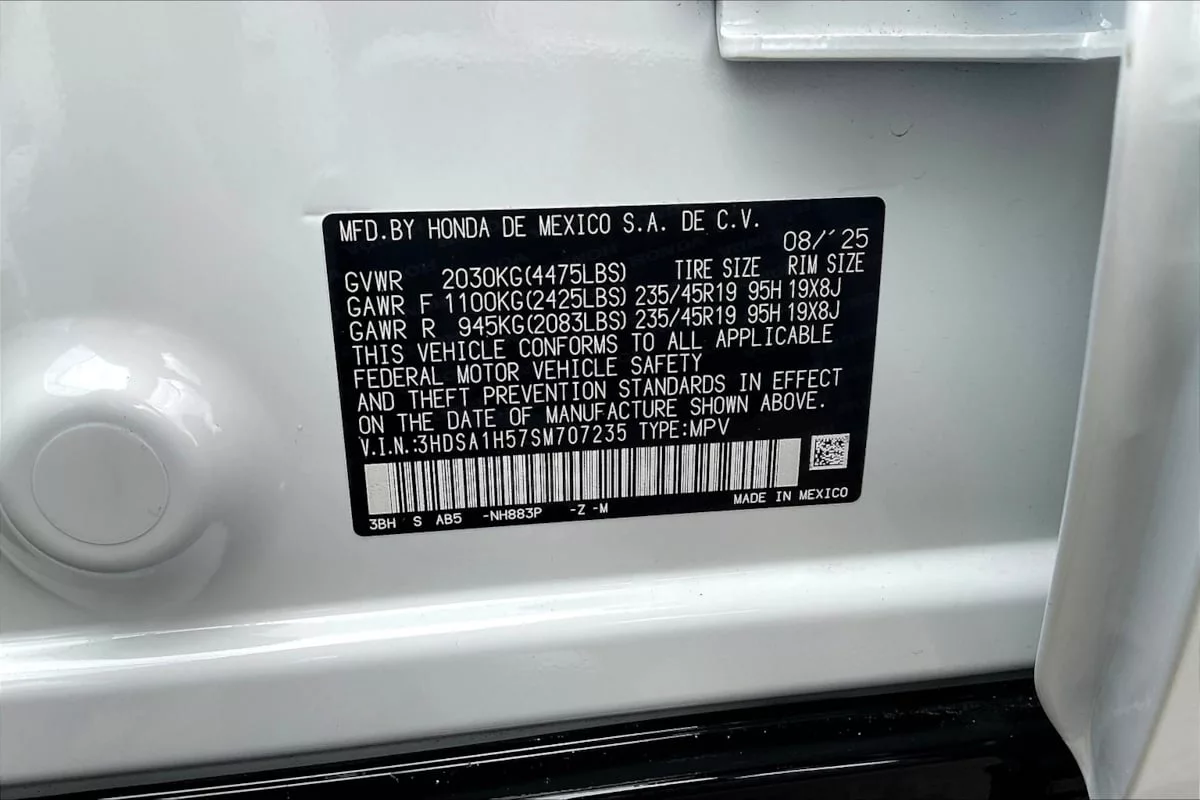 MFD.BY HONDA DE MEXICO S.A. DE C.V.
08/´25
GVWR 2030KG(4475LBS) TIRE SIZE RIM SIZE
GAWR F 1100KG(2425LBS) 235/45R19 95H 19X8J
GAWR R 945KG(2083LBS) 235/45R19 95H 19X8J
THIS VEHICLE CONFORMS TO ALL APPLICABLE
FEDERAL MOTOR VEHICLE SAFETY
AND THEFT PREVENTION STANDARDS IN EFFECT
ON THE DATE OF MANUFACTURE SHOWN ABOVE.
V.I.N.:3HDSA1H57SM707235 TYPE:MPV
MADE IN MEXICO
3BH S AB5 -NH883P -Z -M